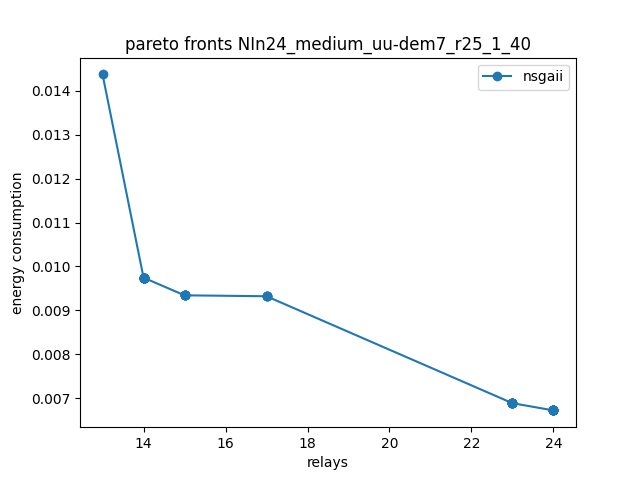 pareto fronts NIn24_medium_uu-dem7_r25_1_40
nsgaii
0.014
0.013
0.012
0.011
0.010
0.009
0.008
0.007
energy consumption
14 16 18 20 22 24
relays